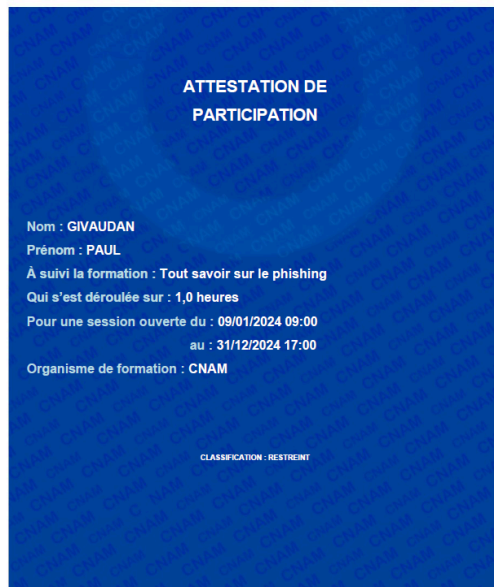 ATTESTATION DE
PARTICIPATION
Nom : GIVAUDAN
Prénom : PAUL
À suivi la formation : Tout savoir sur le phishing
Qui s'est déroulée sur : 1,0 heures
Pour une session ouverte du : 09/01/2024 09:00
au : 31/12/2024 17:00
Organisme de formation : CNAM
CLASSIFICATION : RESTREINT